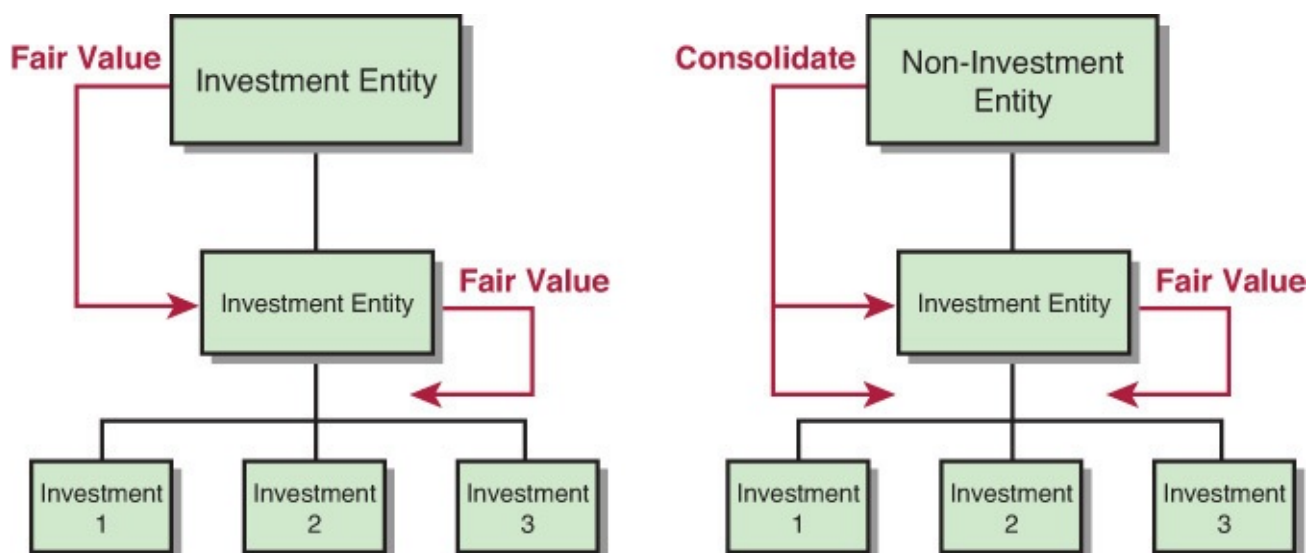 Fair Value
Investment Entity
Investment Entity
Fair Value
Investment
1
Investment
2
Investment
3
Consolidate
Non-Investment
Entity
Investment Entity
Fair Value
Investment
1
Investment
2
Investment
3